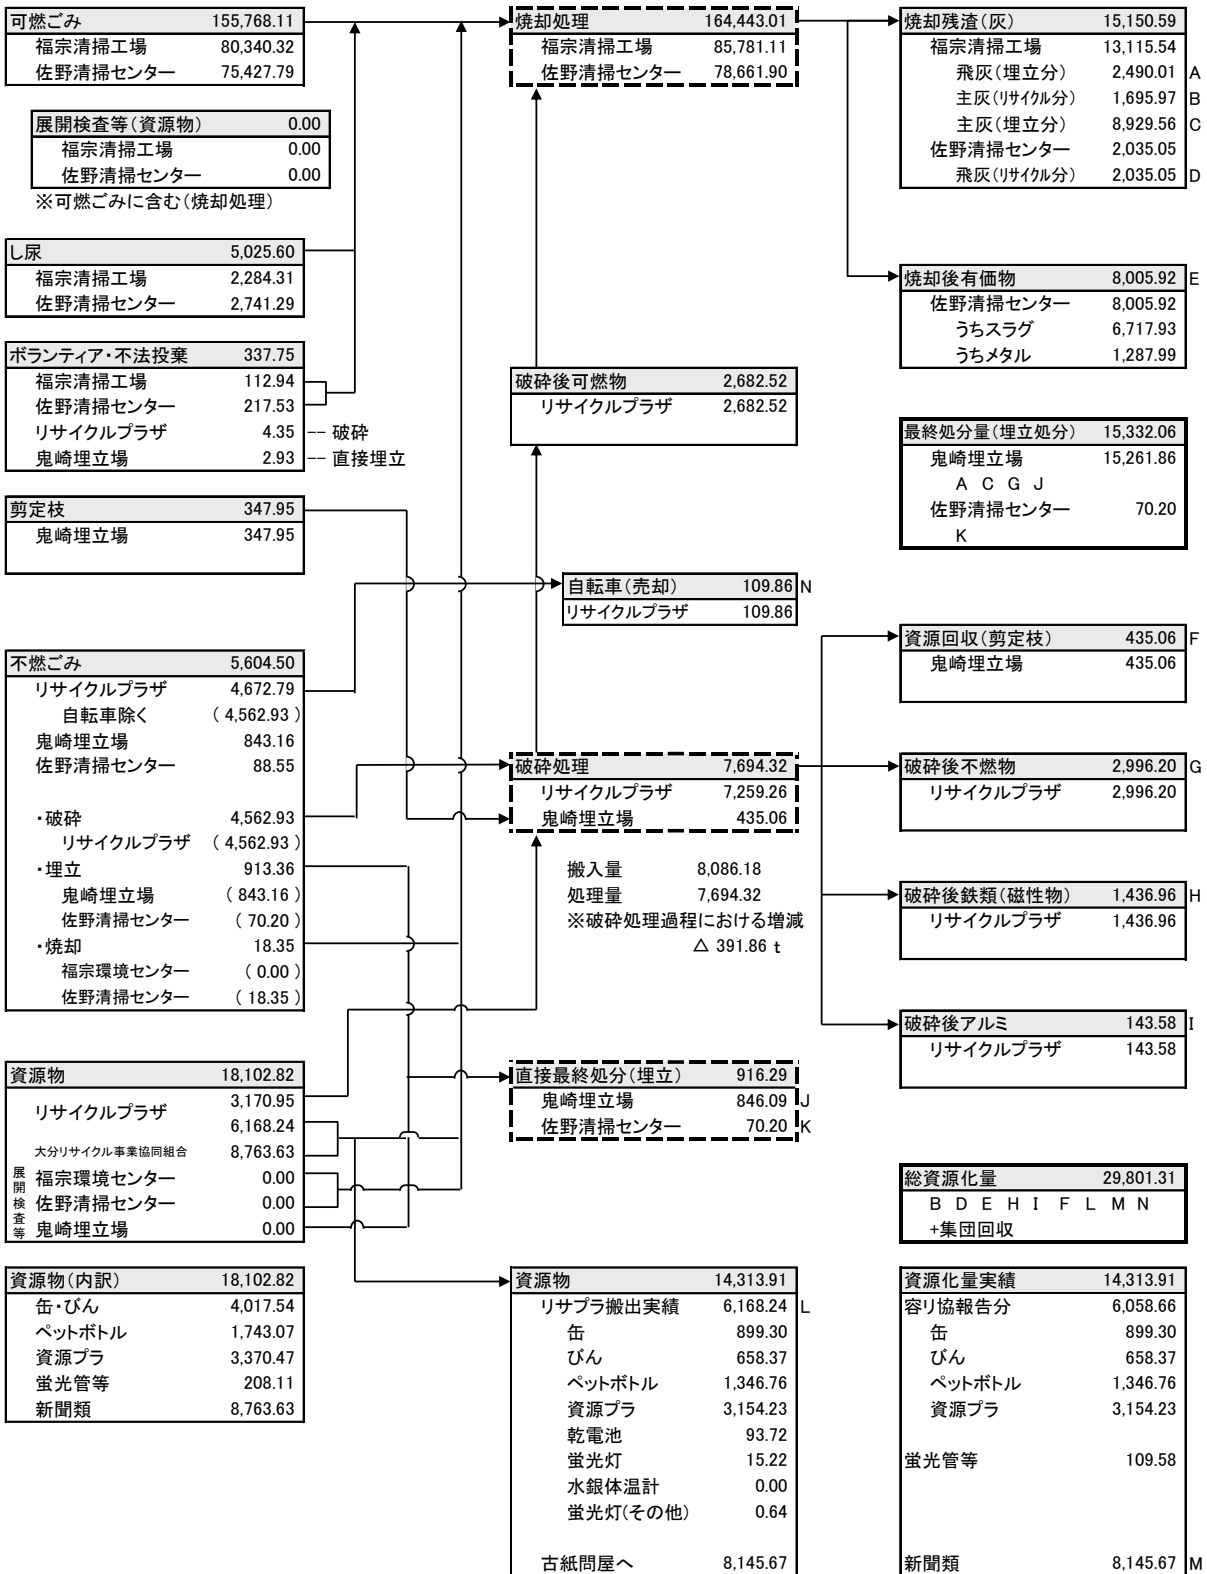 可燃ごみ 155,768.11
福宗清掃工場 80,340.32
佐野清掃センター 75,427.79
展開検査等(資源物) 0.00
福宗清掃工場 0.00
佐野清掃センター 0.00
※可燃ごみに含む(焼却処理)
し尿 5,025.60
福宗清掃工場 2,284.31
佐野清掃センター 2,741.29
ボランティア・不法投棄 337.75
福宗清掃工場 112.94
佐野清掃センター 217.53
リサイクルプラザ 4.35 -- 破砕
鬼崎埋立場 2.93 -- 直接埋立
剪定枝 347.95
鬼崎埋立場 347.95
不燃ごみ 5,604.50
リサイクルプラザ 4,672.79
自転車除く ( 4,562.93 )
鬼崎埋立場 843.16
佐野清掃センター 88.55
・破砕 4,562.93
リサイクルプラザ ( 4,562.93 )
・埋立 913.36
鬼崎埋立場 ( 843.16 )
佐野清掃センター ( 70.20 )
・焼却 18.35
福宗環境センター ( 0.00 )
佐野清掃センター ( 18.35 )
資源物 18,102.82
リサイクルプラザ 3,170.95
6,168.24
大分リサイクル事業協同組合 8,763.63
展開検査等
福宗環境センター 0.00
佐野清掃センター 0.00
鬼崎埋立場 0.00
資源物(内訳) 18,102.82
缶・びん 4,017.54
ペットボトル 1,743.07
資源プラ 3,370.47
蛍光管等 208.11
新聞類 8,763.63
焼却処理 164,443.01
福宗清掃工場 85,781.11
佐野清掃センター 78,661.90
破砕後可燃物 2,682.52
リサイクルプラザ 2,682.52
自転車(売却) 109.86 N
リサイクルプラザ 109.86
破砕処理 7,694.32
リサイクルプラザ 7,259.26
鬼崎埋立場 435.06
搬入量 8,086.18
処理量 7,694.32
※破砕処理過程における増減
△ 391.86 t
直接最終処分(埋立) 916.29
鬼崎埋立場 846.09 J
佐野清掃センター 70.20 K
資源物 14,313.91
リサプラ搬出実績 6,168.24 L
缶 899.30
びん 658.37
ペットボトル 1,346.76
資源プラ 3,154.23
乾電池 93.72
蛍光灯 15.22
水銀体温計 0.00
蛍光灯(その他) 0.64
古紙問屋へ 8,145.67
焼却残渣(灰) 15,150.59
福宗清掃工場 13,115.54
飛灰(埋立分) 2,490.01 A
主灰(リサイクル分) 1,695.97 B
主灰(埋立分) 8,929.56 C
佐野清掃センター 2,035.05
飛灰(リサイクル分) 2,035.05 D
焼却後有価物 8,005.92 E
佐野清掃センター 8,005.92
うちスラグ 6,717.93
うちメタル 1,287.99
最終処分量(埋立処分) 15,332.06
鬼崎埋立場 15,261.86
A C G J
佐野清掃センター 70.20
K
資源回収(剪定枝) 435.06 F
鬼崎埋立場 435.06
破砕後不燃物 2,996.20 G
リサイクルプラザ 2,996.20
破砕後鉄類(磁性物) 1,436.96 H
リサイクルプラザ 1,436.96
破砕後アルミ 143.58 I
リサイクルプラザ 143.58
総資源化量 29,801.31
B D E H I F L M N
+集団回収
資源化量実績 14,313.91
容リ協報告分 6,058.66
缶 899.30
びん 658.37
ペットボトル 1,346.76
資源プラ 3,154.23
蛍光管等 109.58
新聞類 8,145.67 M